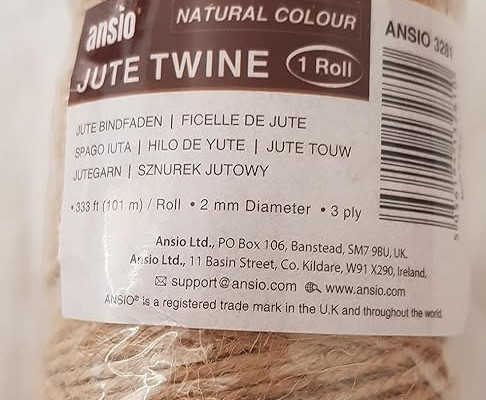 NATURAL COLOUR
ansio
ANSIO 3281
JUTE TWINE 1 Roll
JUTE BINDFADEN | FICELLE DE JUTE
SPAGO IUTA | HILO DE YUTE | JUTE TOUW
JUTEGARN | SZNUREK JUTOWY
• 333 ft (101 m) / Roll • 2 mm Diameter • 3 ply
Ansio Ltd., PO Box 106, Banstead, SM7 9BU, UK.
Ansio Ltd., 11 Basin Street, Co. Kildare, W91 X290, Ireland.
support@ansio.com www.ansio.com
ANSIO® is a registered trade mark in the U.K and throughout the world.